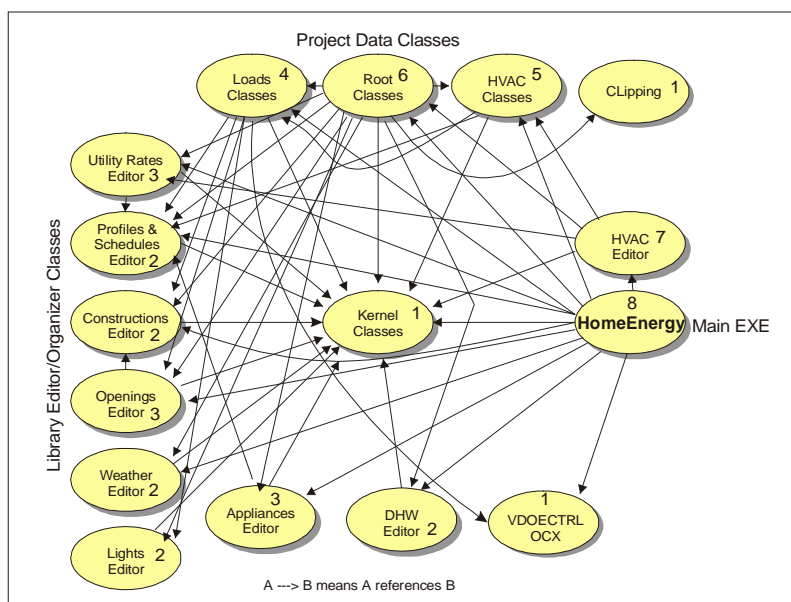 Project Data Classes
Loads 4
Classes
Root 6
Classes
HVAC 5
Classes
CLipping 1
Utility Rates
Editor 3
Profiles &
Schedules
Editor 2
HVAC 7
Editor
Constructions
Editor 2
Kernel 1
Classes
8
HomeEnergy Main EXE
Library Editor/Organizer Classes
Openings
Editor 3
Weather
Editor 2
Lights 2
Editor
3
Appliances
Editor
DHW
Editor 2
1
VDOECTRL
OCX
A ---> B means A references B